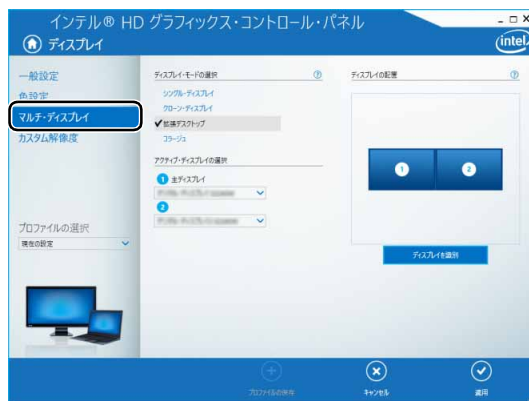 インテル® HD グラフィックス・コントロール・パネル
ディスプレイ
intel
一般設定
色設定
マルチ・ディスプレイ
カスタム解像度
プロファイルの選択
現在の設定
ディスプレイ・モードの選択
シングル・ディスプレイ
クローン・ディスプレイ
拡張デスクトップ
コラージュ
アクティブ・ディスプレイの選択
1 主ディスプレイ
2
ディスプレイの配置
1 2
ディスプレイを識別
プロファイルの保存
キャンセル
適用